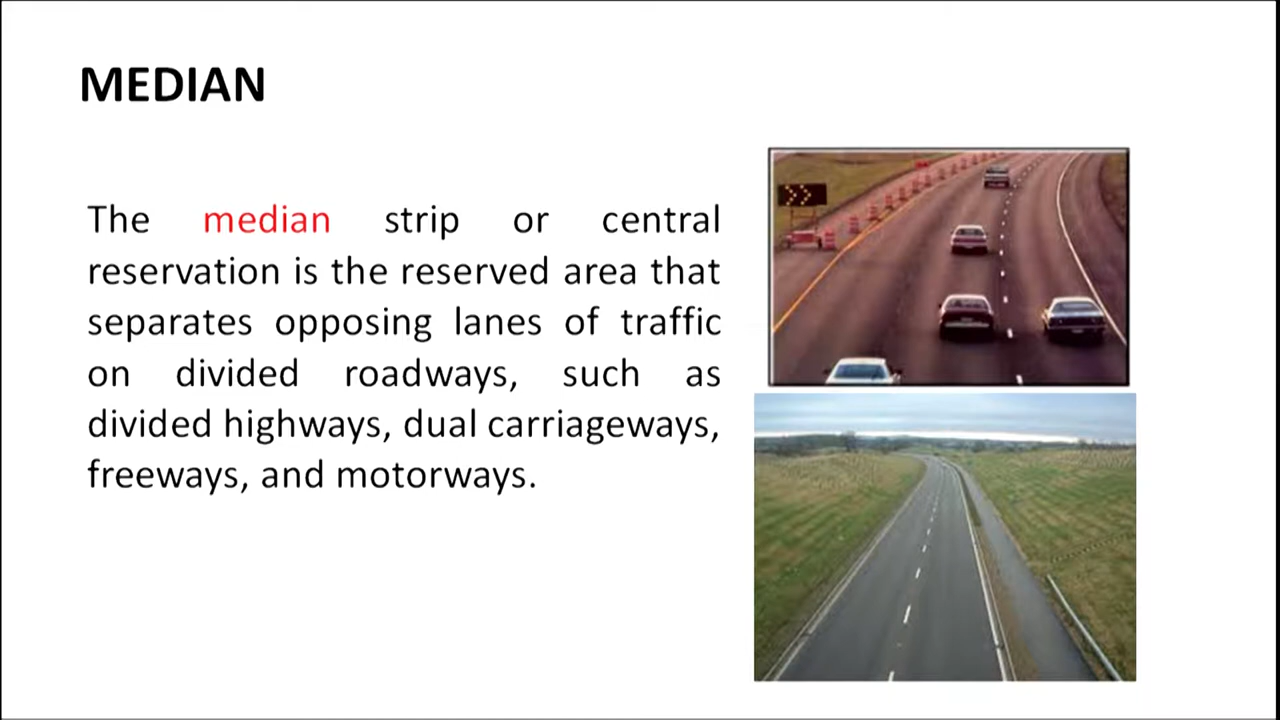 MEDIAN
The median strip or central
reservation is the reserved area that
separates opposing lanes of traffic
on divided roadways, such as
divided highways, dual carriageways,
freeways, and motorways.